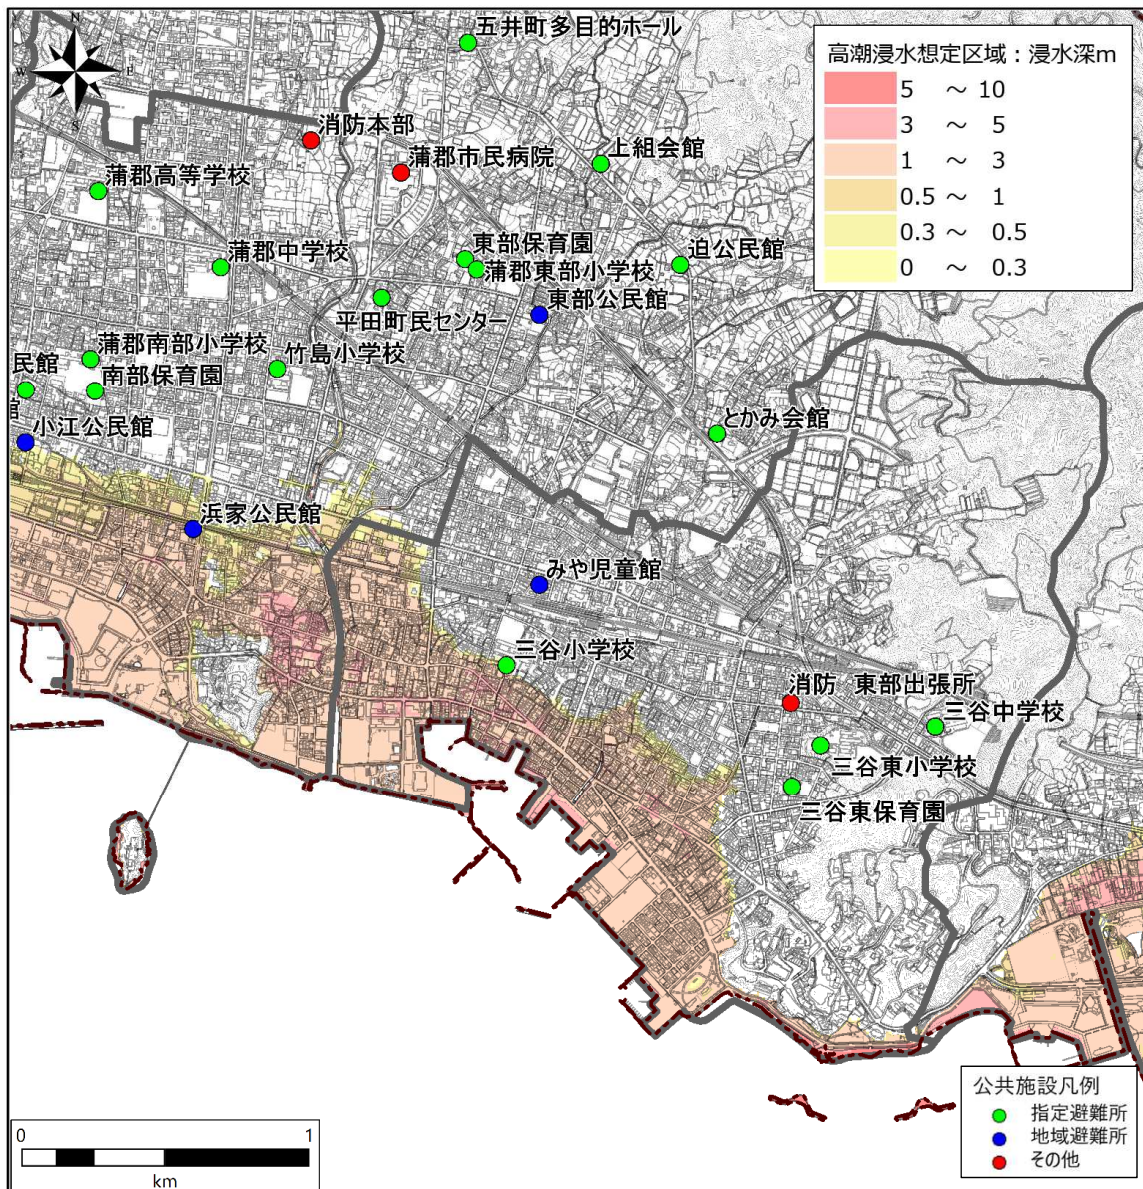 五井町多目的ホール
高潮浸水想定区域：浸水深m
5 ～ 10
3 ～ 5
1 ～ 3
0.5 ～ 1
0.3 ～ 0.5
0 ～ 0.3
N
W
E
S
消防本部
蒲郡市民病院
上組会館
蒲郡高等学校
東部保育園
蒲郡中学校
蒲郡東部小学校
迫公民館
東部公民館
平田町民センター
蒲郡南部小学校
竹島小学校
民館
南部保育園
館
小江公民館
とかみ会館
浜家公民館
みや児童館
三谷小学校
消防 東部出張所
三谷中学校
三谷東小学校
三谷東保育園
公共施設凡例
指定避難所
地域避難所
その他
0 1
km